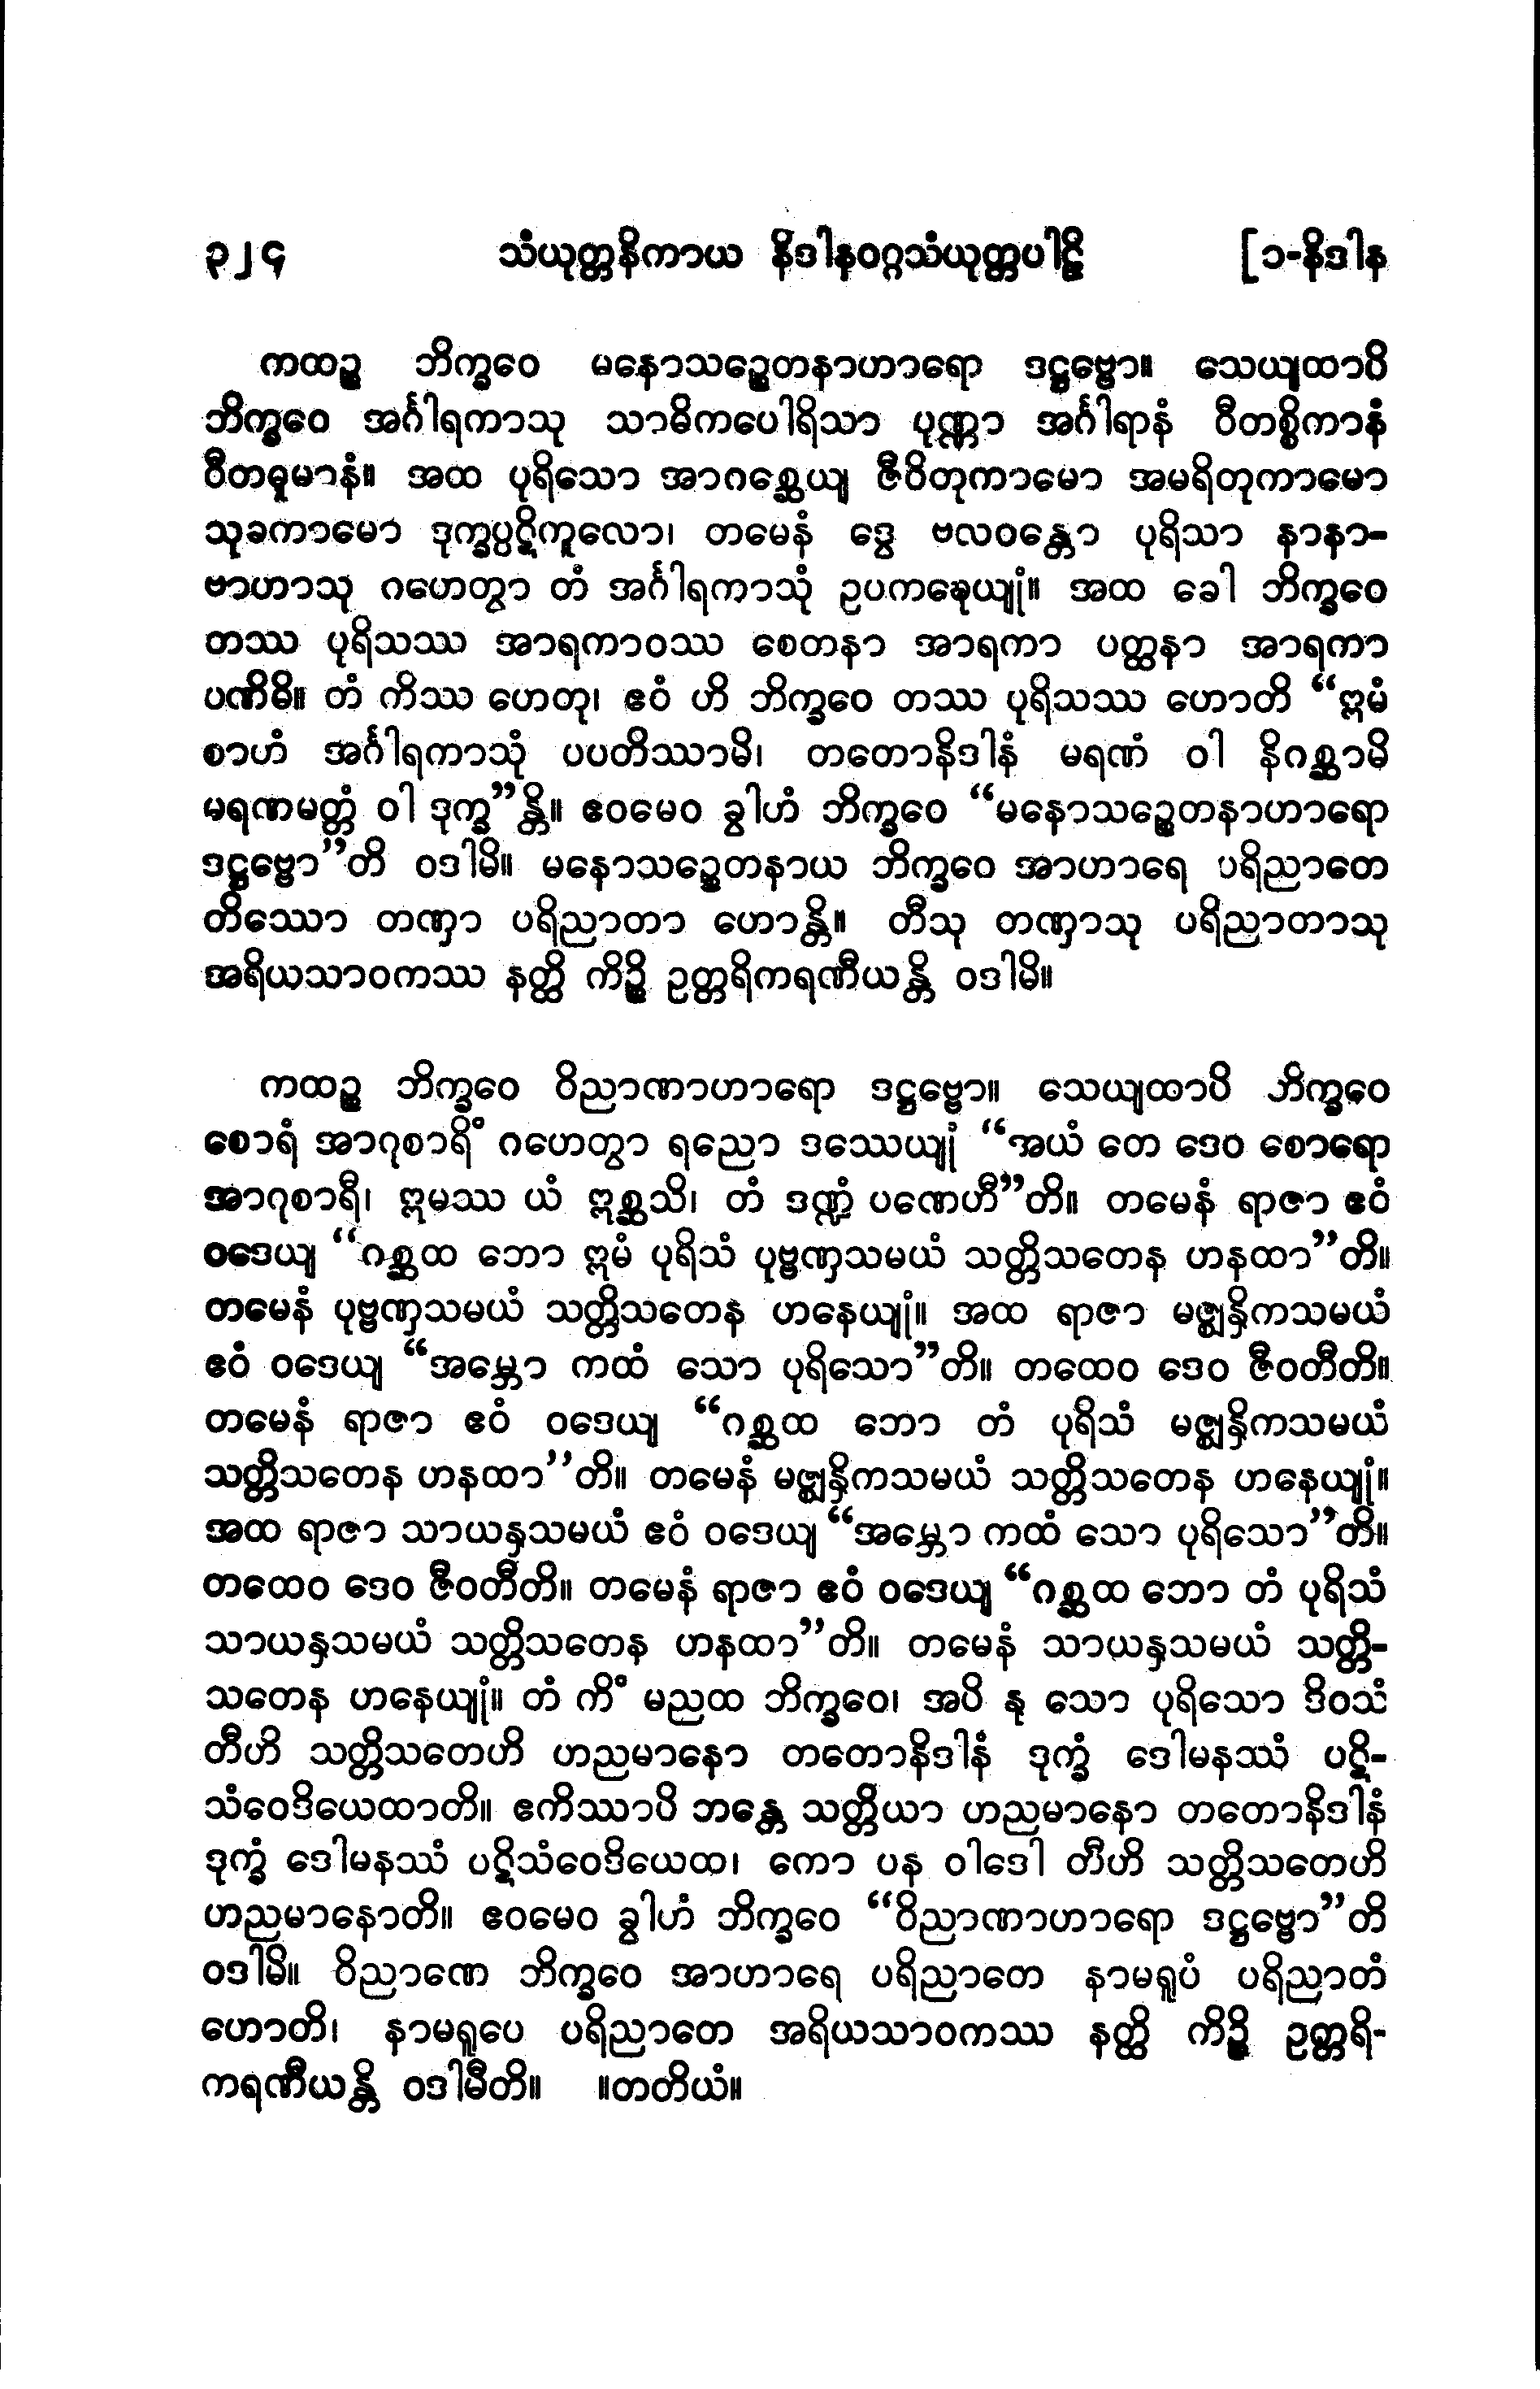 ၃၂၄ သံယုတ္တနိကာယ နိဒါနဝဂ္ဂသံယုတ္တပါဠိ [၁-နိဒါန
ကထဉ္စ ဘိက္ခဝေ မနောသဉ္စေတနာဟာရော ဒဋ္ဌဗ္ဗော။ သေယျထာပိ
ဘိက္ခဝေ အင်္ဂါရကာသု သာဓိကပေါရိသာ ပုဏ္ဏာ အင်္ဂါရာနံ ဝီတစ္စိကာနံ
ဝီတဓူမာနံ။ အထ ပုရိသော အာဂစ္ဆေယျ ဇီဝိတုကာမော အမရိတုကာမော
သုခကာမော ဒုက္ခပ္ပဋိကူလော၊ တမေနံ ဒွေ ဗလဝန္တော ပုရိသာ နာနာ-
ဗာဟာသု ဂဟေတွာ တံ အင်္ဂါရကာသုံ ဥပကဍ္ဎေယျုံ။ အထ ခေါ ဘိက္ခဝေ
တဿ ပုရိသဿ အာရကာဝဿ စေတနာ အာရကာ ပတ္ထနာ အာရကာ
ပဏိဓိ။ တံ ကိဿ ဟေတု၊ ဧဝံ ဟိ ဘိက္ခဝေ တဿ ပုရိသဿ ဟောတိ “ဣမံ
စာဟံ အင်္ဂါရကာသုံ ပပတိဿာမိ၊ တတောနိဒါနံ မရဏံ ဝါ နိဂစ္ဆာမိ
မရဏမတ္တံ ဝါ ဒုက္ခ”န္တိ။ ဧဝမေဝ ခွါဟံ ဘိက္ခဝေ “မနောသဉ္စေတနာဟာရော
ဒဋ္ဌဗ္ဗော”တိ ဝဒါမိ။ မနောသဉ္စေတနာယ ဘိက္ခဝေ အာဟာရေ ပရိညာတေ
တိဿော တဏှာ ပရိညာတာ ဟောန္တိ။ တီသု တဏှာသု ပရိညာတာသု
အရိယသာဝကဿ နတ္ထိ ကိဉ္စိ ဥတ္တရိကရဏီယန္တိ ဝဒါမိ။
ကထဉ္စ ဘိက္ခဝေ ဝိညာဏာဟာရော ဒဋ္ဌဗ္ဗော။ သေယျထာပိ ဘိက္ခဝေ
စောရံ အာဂုစာရိံ ဂဟေတွာ ရညော ဒဿေယျုံ “အယံ တေ ဒေဝ စောရော
အာဂုစာရီ၊ ဣမဿ ယံ ဣစ္ဆသိ၊ တံ ဒဏ္ဍံ ပဏေဟီ”တိ။ တမေနံ ရာဇာ ဧဝံ
ဝဒေယျ “ဂစ္ဆထ ဘော ဣမံ ပုရိသံ ပုဗ္ဗဏှသမယံ သတ္တိသတေန ဟနထာ”တိ။
တမေနံ ပုဗ္ဗဏှသမယံ သတ္တိသတေန ဟနေယျုံ။ အထ ရာဇာ မဇ္ဈနှိကသမယံ
ဧဝံ ဝဒေယျ “အမ္ဘော ကထံ သော ပုရိသော”တိ။ တထေဝ ဒေဝ ဇီဝတီတိ။
တမေနံ ရာဇာ ဧဝံ ဝဒေယျ “ဂစ္ဆထ ဘော တံ ပုရိသံ မဇ္ဈနှိကသမယံ
သတ္တိသတေန ဟနထာ”တိ။ တမေနံ မဇ္ဈနှိကသမယံ သတ္တိသတေန ဟနေယျုံ။
အထ ရာဇာ သာယနှသမယံ ဧဝံ ဝဒေယျ “အမ္ဘော ကထံ သော ပုရိသော”တိ။
တထေဝ ဒေဝ ဇီဝတီတိ။ တမေနံ ရာဇာ ဧဝံ ဝဒေယျ “ဂစ္ဆထ ဘော တံ ပုရိသံ
သာယနှသမယံ သတ္တိသတေန ဟနထာ”တိ။ တမေနံ သာယနှသမယံ သတ္တိ-
သတေန ဟနေယျုံ။ တံ ကိံ မညထ ဘိက္ခဝေ၊ အပိ နု သော ပုရိသော ဒိဝသံ
တီဟိ သတ္တိသတေဟိ ဟညမာနော တတောနိဒါနံ ဒုက္ခံ ဒေါမနဿံ ပဋိ-
သံဝေဒိယေထာတိ။ ဧကိဿာပိ ဘန္တေ သတ္တိယာ ဟညမာနော တတောနိဒါနံ
ဒုက္ခံ ဒေါမနဿံ ပဋိသံဝေဒိယေထ၊ ကော ပန ဝါဒေါ တီဟိ သတ္တိသတေဟိ
ဟညမာနောတိ။ ဧဝမေဝ ခွါဟံ ဘိက္ခဝေ “ဝိညာဏာဟာရော ဒဋ္ဌဗ္ဗော”တိ
ဝဒါမိ။ ဝိညာဏေ ဘိက္ခဝေ အာဟာရေ ပရိညာတေ နာမရူပံ ပရိညာတံ
ဟောတိ၊ နာမရူပေ ပရိညာတေ အရိယသာဝကဿ နတ္ထိ ကိဉ္စိ ဥတ္တရိ-
ကရဏီယန္တိ ဝဒါမီတိ။ ။တတိယံ။